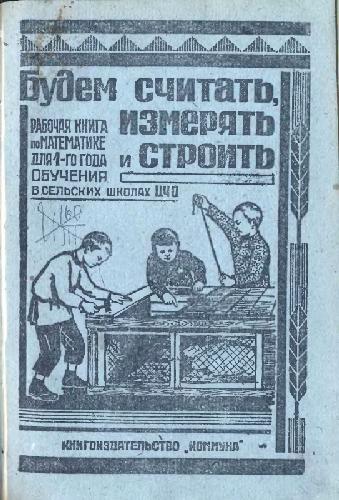 Будем считать,
измерять
и строить
РАБОЧАЯ КНИГА
по МАТЕМАТИКЕ
ДЛЯ 1-ГО ГОДА
ОБУЧЕНИЯ
В СЕЛЬСКИХ ШКОЛАХ ЦЧО
КНИГОИЗДАТЕЛЬСТВО „КОММУНА"